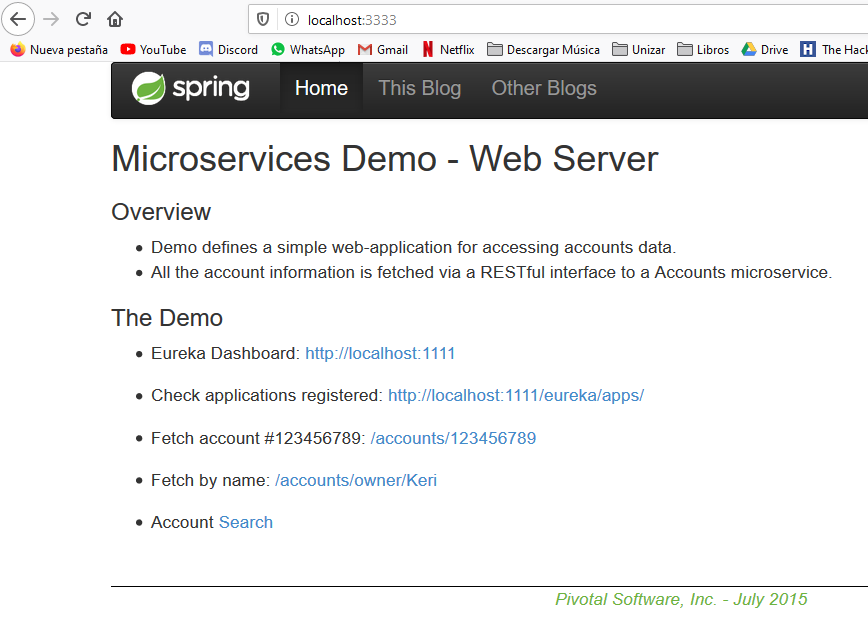 localhost:3333
Nueva pestaña YouTube Discord WhatsApp Gmail Netflix Descargar Música Unizar Libros Drive H The Hack
spring Home This Blog Other Blogs
Microservices Demo - Web Server
Overview
Demo defines a simple web-application for accessing accounts data.
All the account information is fetched via a RESTful interface to a Accounts microservice.
The Demo
Eureka Dashboard: http://localhost:1111
Check applications registered: http://localhost:1111/eureka/apps/
Fetch account #123456789: /accounts/123456789
Fetch by name: /accounts/owner/Keri
Account Search
Pivotal Software, Inc. - July 2015